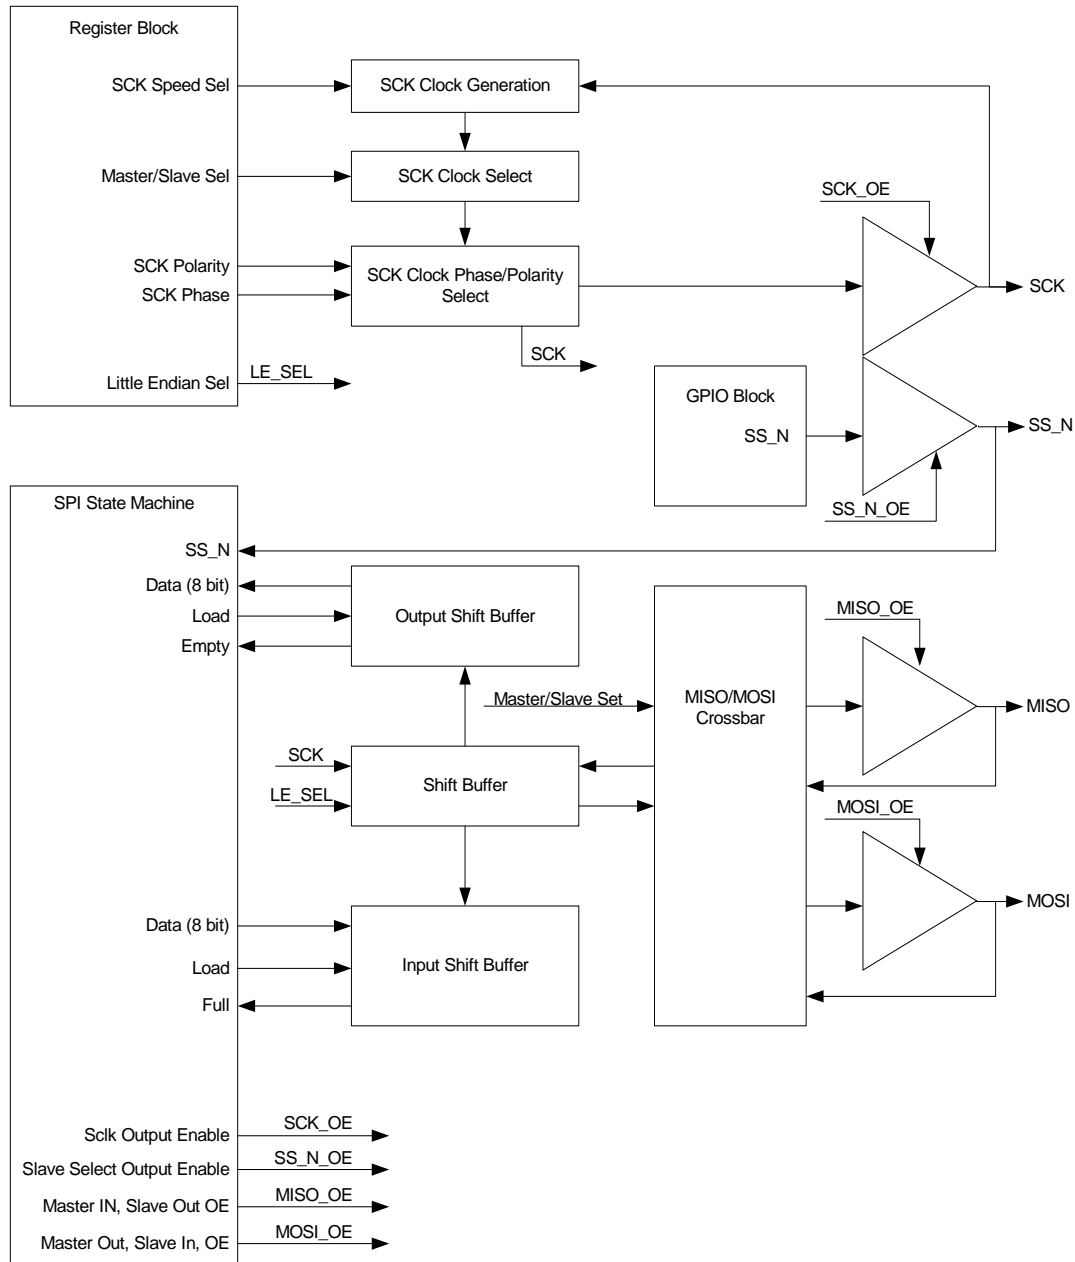 Register Block
SCK Speed Sel
SCK Clock Generation
Master/Slave Sel
SCK Clock Select
SCK_OE
SCK Polarity
SCK Phase
SCK Clock Phase/Polarity
Select
SCK
SCK
Little Endian Sel
LE_SEL
GPIO Block
SS_N
SS_N
SS_N_OE
SPI State Machine
SS_N
Data (8 bit)
Load
Empty
Output Shift Buffer
MISO_OE
Master/Slave Set
MISO/MOSI
Crossbar
MISO
SCK
LE_SEL
Shift Buffer
MOSI_OE
MOSI
Data (8 bit)
Load
Full
Input Shift Buffer
Sclk Output Enable
SCK_OE
Slave Select Output Enable
SS_N_OE
Master IN, Slave Out OE
MISO_OE
Master Out, Slave In, OE
MOSI_OE